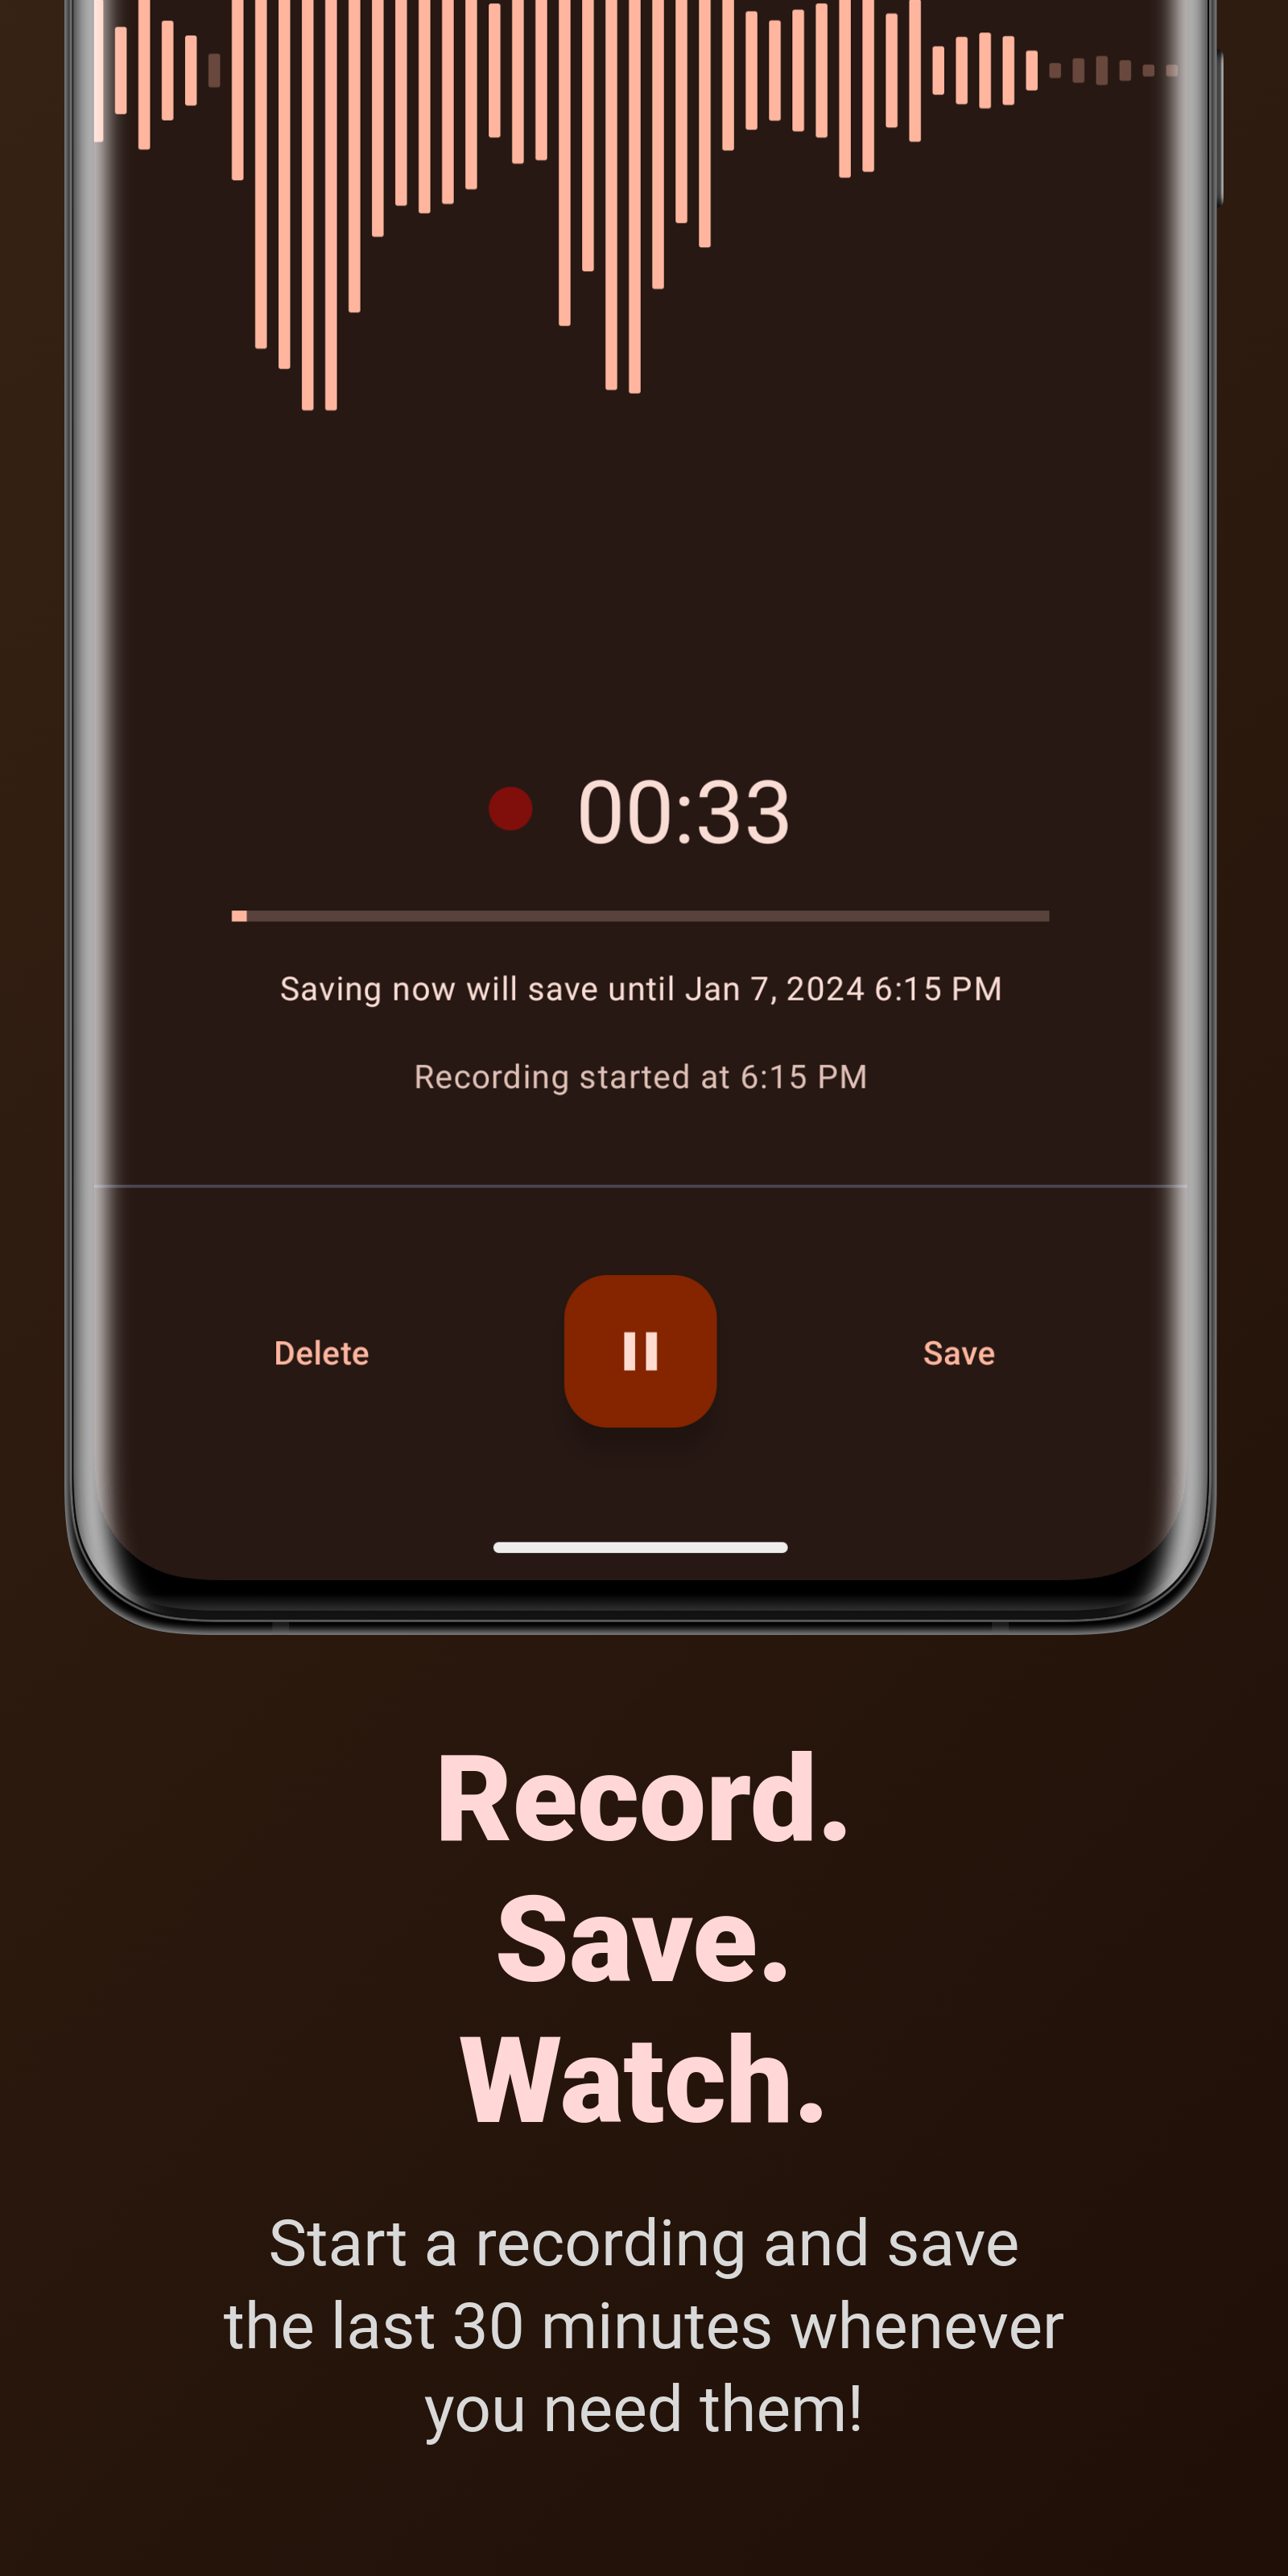 00:33
Saving now will save until Jan 7, 2024 6:15 PM
Recording started at 6:15 PM
Delete
Save
Record.
Save.
Watch.
Start a recording and save
the last 30 minutes whenever
you need them!